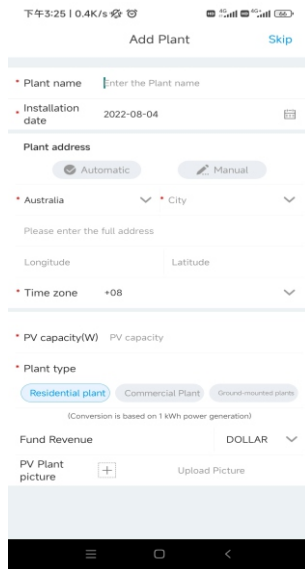 下午3:25 | 0.4K/s
4G 4G+ 66
Add Plant
Skip
* Plant name Enter the Plant name
* Installation date 2022-08-04
Plant address
Automatic Manual
* Australia * City
Please enter the full address
Longitude Latitude
* Time zone +08
* PV capacity(W) PV capacity
* Plant type
Residential plant Commercial Plant Ground-mounted plants
(Conversion is based on 1 kWh power generation)
Fund Revenue DOLLAR
PV Plant picture Upload Picture